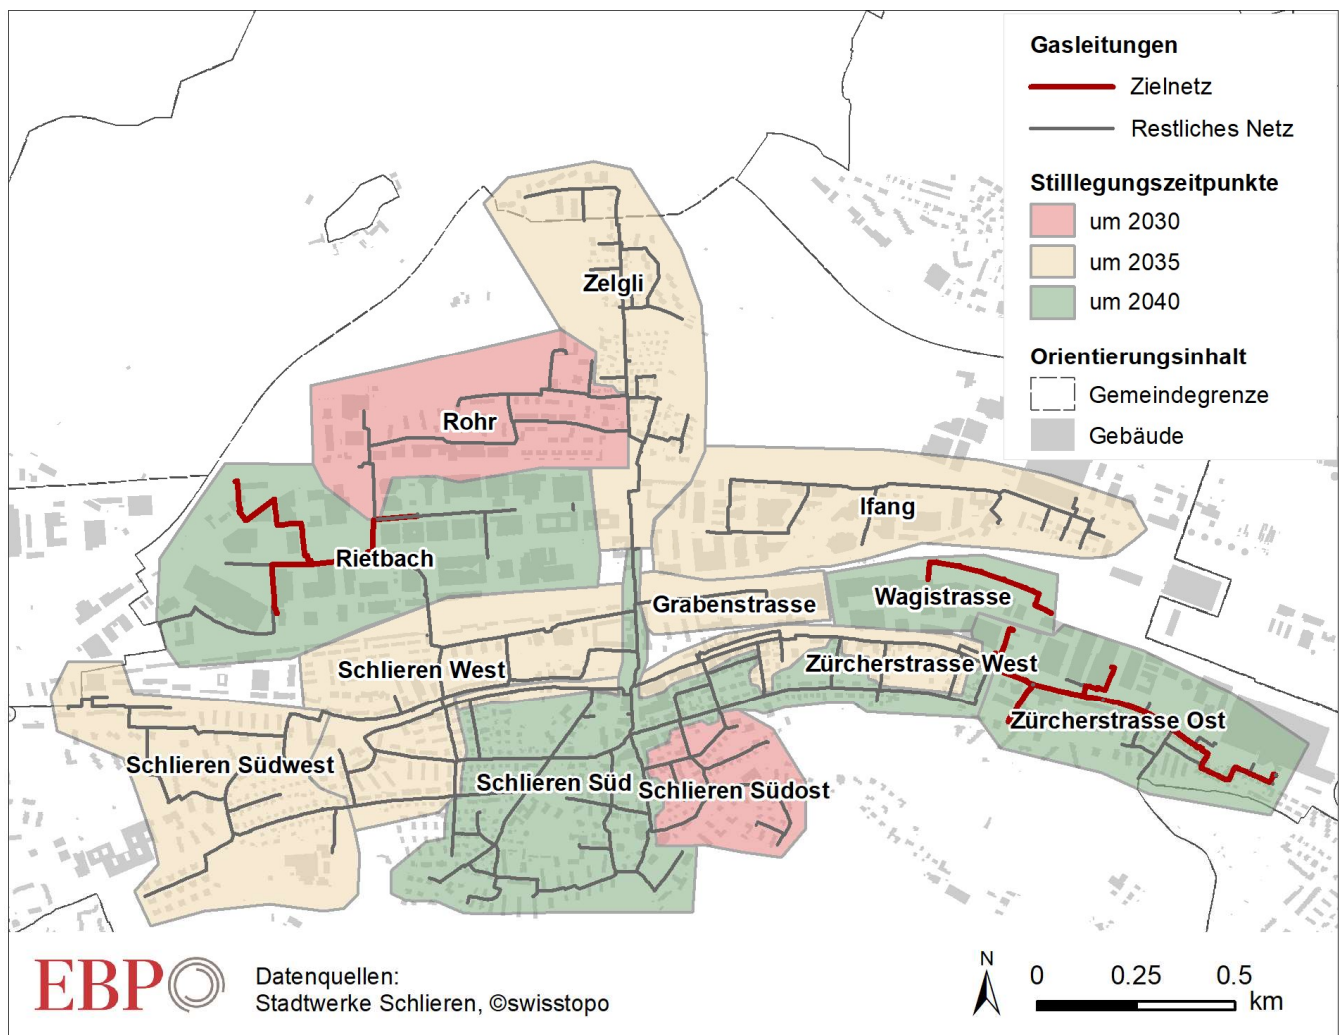 Gasleitungen
Zielnetz
Restliches Netz
Stilllegungszeitpunkte
um 2030
um 2035
um 2040
Orientierungsinhalt
Gemeindegrenze
Gebäude
Zelgli
Rohr
Ifang
Rietbach
Wagistrasse
Grabenstrasse
Schlieren West
Zürcherstrasse West
Zürcherstrasse Ost
Schlieren Südwest
Schlieren Süd
Schlieren Südost
EBP
Datenquellen:
Stadtwerke Schlieren, ©swisstopo
N
0 0.25 0.5
km